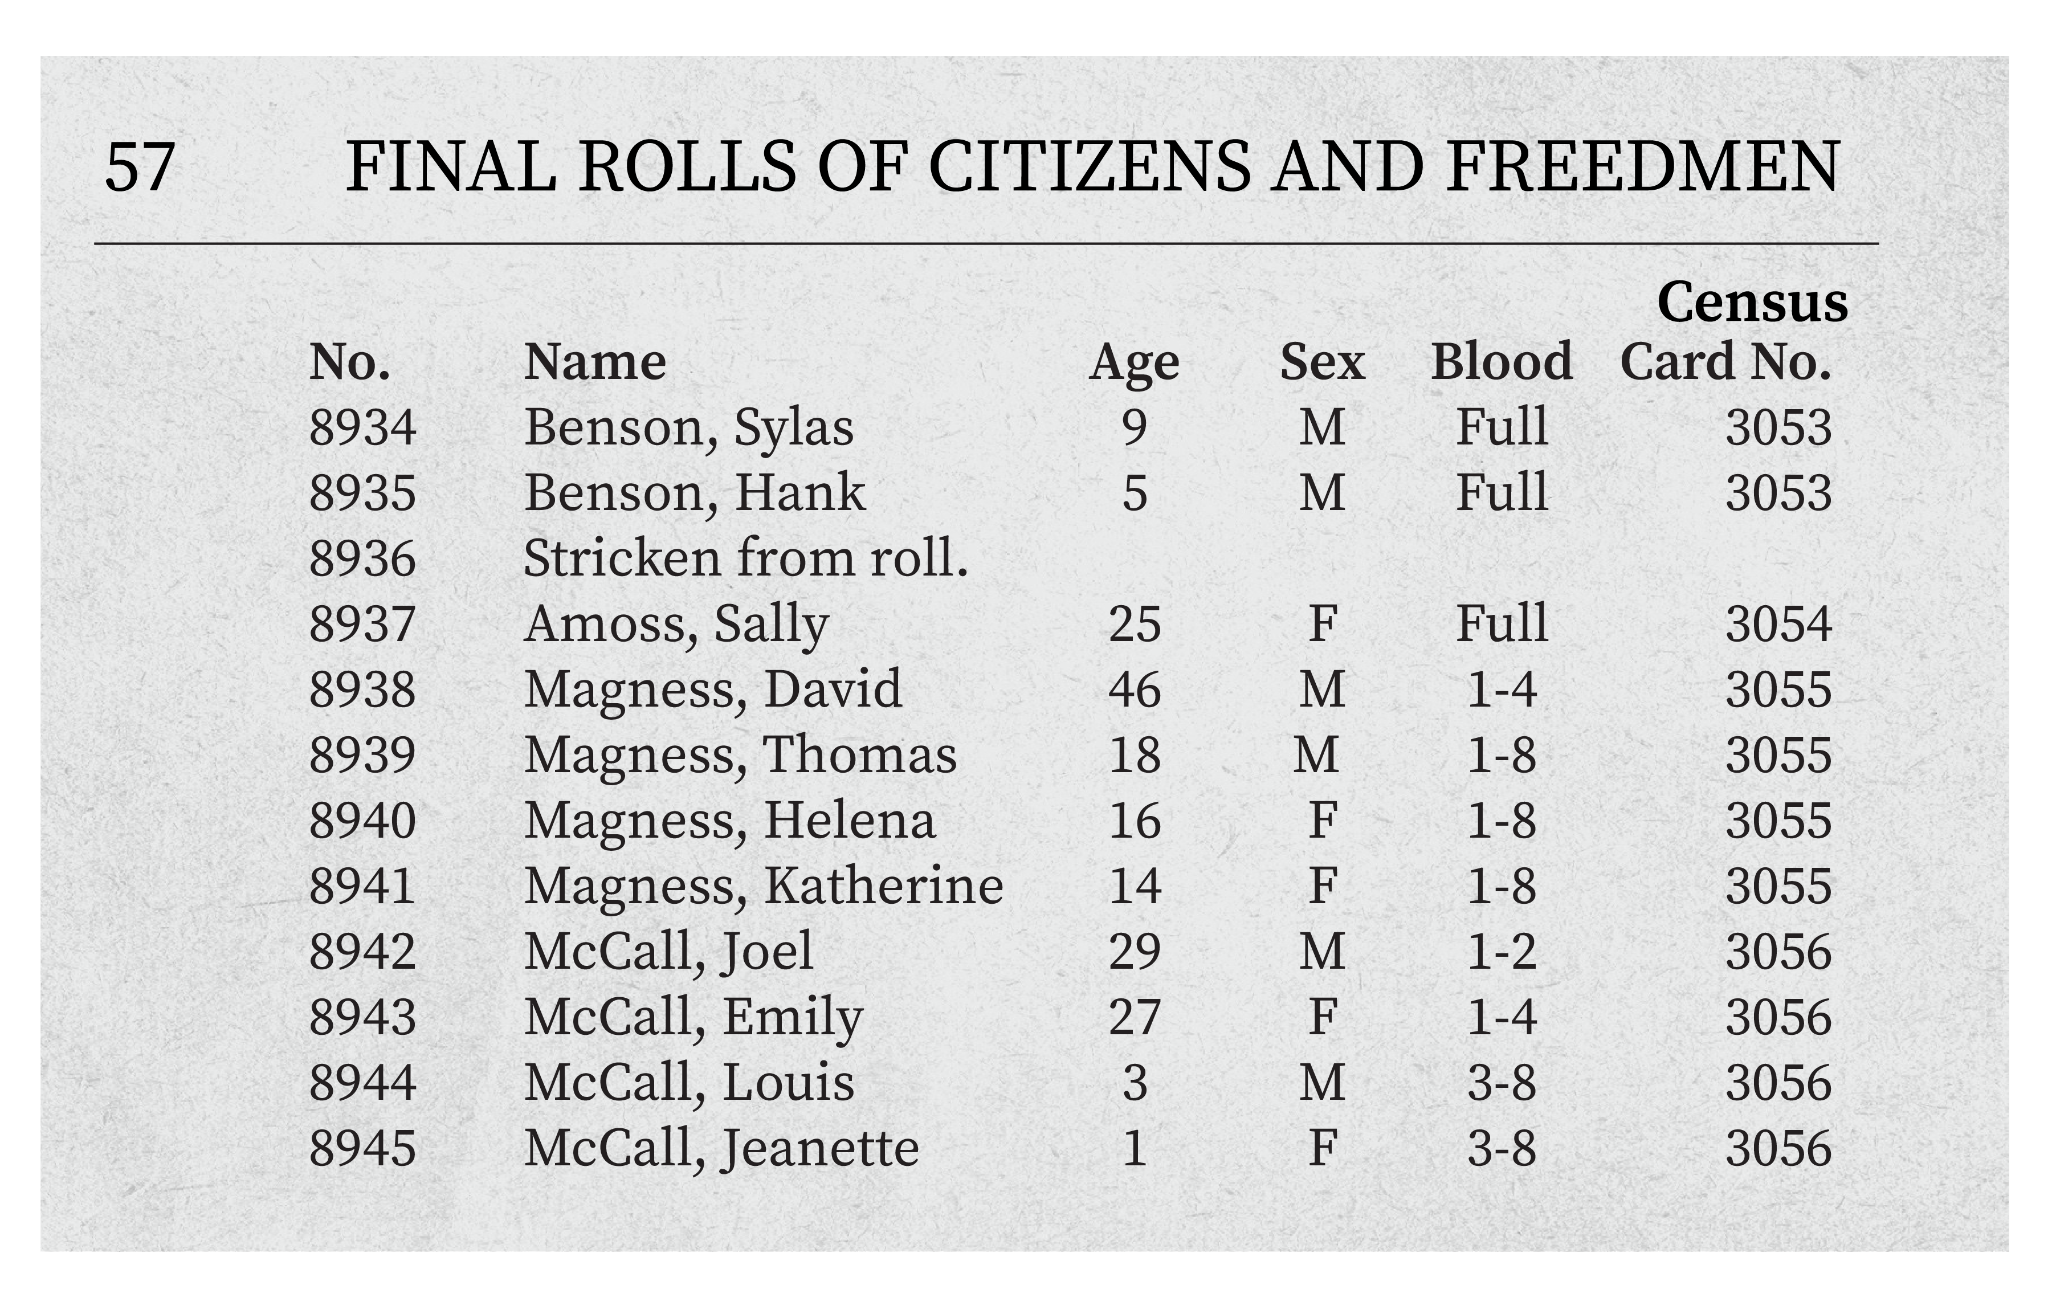 57 FINAL ROLLS OF CITIZENS AND FREEDMEN
Census
No. Name Age Sex Blood Card No.
8934 Benson, Sylas 9 M Full 3053
8935 Benson, Hank 5 M Full 3053
8936 Stricken from roll.
8937 Amoss, Sally 25 F Full 3054
8938 Magness, David 46 M 1-4 3055
8939 Magness, Thomas 18 M 1-8 3055
8940 Magness, Helena 16 F 1-8 3055
8941 Magness, Katherine 14 F 1-8 3055
8942 McCall, Joel 29 M 1-2 3056
8943 McCall, Emily 27 F 1-4 3056
8944 McCall, Louis 3 M 3-8 3056
8945 McCall, Jeanette 1 F 3-8 3056